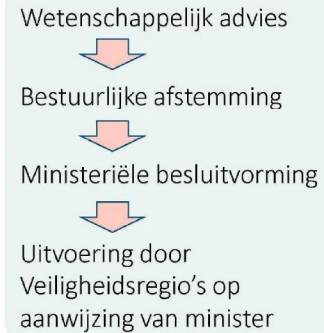 Wetenschappelijk advies
Bestuurlijke afstemming
Ministeriële besluitvorming
Uitvoering door
Veiligheidsregio's op
aanwijzing van minister